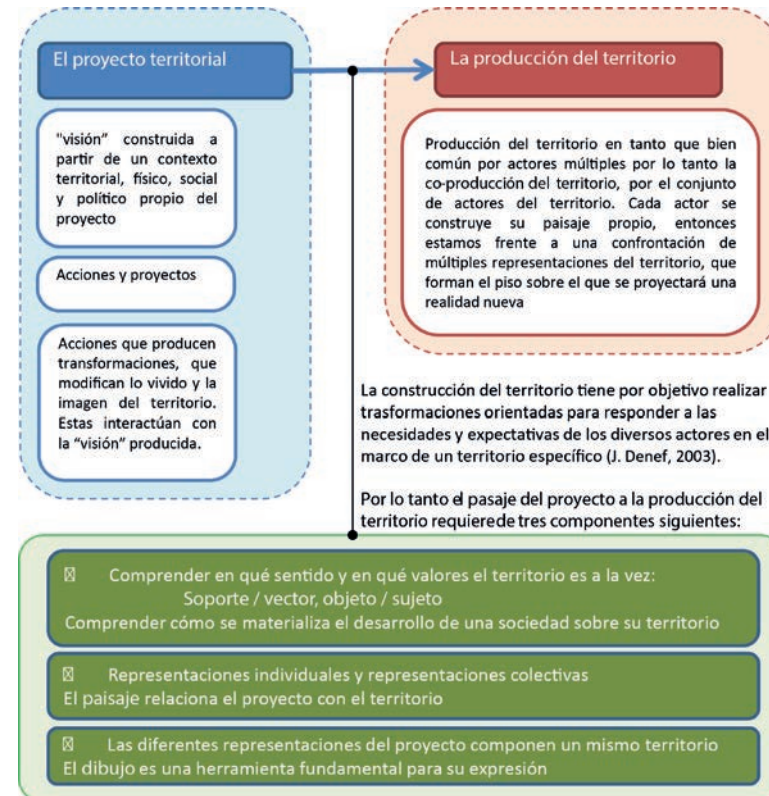 El proyecto territorial
"visión" construida a
partir de un contexto
territorial, físico, social
y político propio del
proyecto
Acciones y proyectos
Acciones que producen
transformaciones, que
modifican lo vivido y la
imagen del territorio.
Estas interactúan con
la “visión” producida.
La producción del territorio
Producción del territorio en tanto que bien
común por actores múltiples por lo tanto la
co-producción del territorio, por el conjunto
de actores del territorio. Cada actor se
construye su paisaje propio, entonces
estamos frente a una confrontación de
múltiples representaciones del territorio, que
forman el piso sobre el que se proyectará una
realidad nueva
La construcción del territorio tiene por objetivo realizar
trasformaciones orientadas para responder a las
necesidades y expectativas de los diversos actores en el
marco de un territorio específico (J. Denef, 2003).
Por lo tanto el pasaje del proyecto a la producción del
territorio requierede tres componentes siguientes:
Comprender en qué sentido y en qué valores el territorio es a la vez:
Soporte / vector, objeto / sujeto
Comprender cómo se materializa el desarrollo de una sociedad sobre su territorio
Representaciones individuales y representaciones colectivas
El paisaje relaciona el proyecto con el territorio
Las diferentes representaciones del proyecto componen un mismo territorio
El dibujo es una herramienta fundamental para su expresión